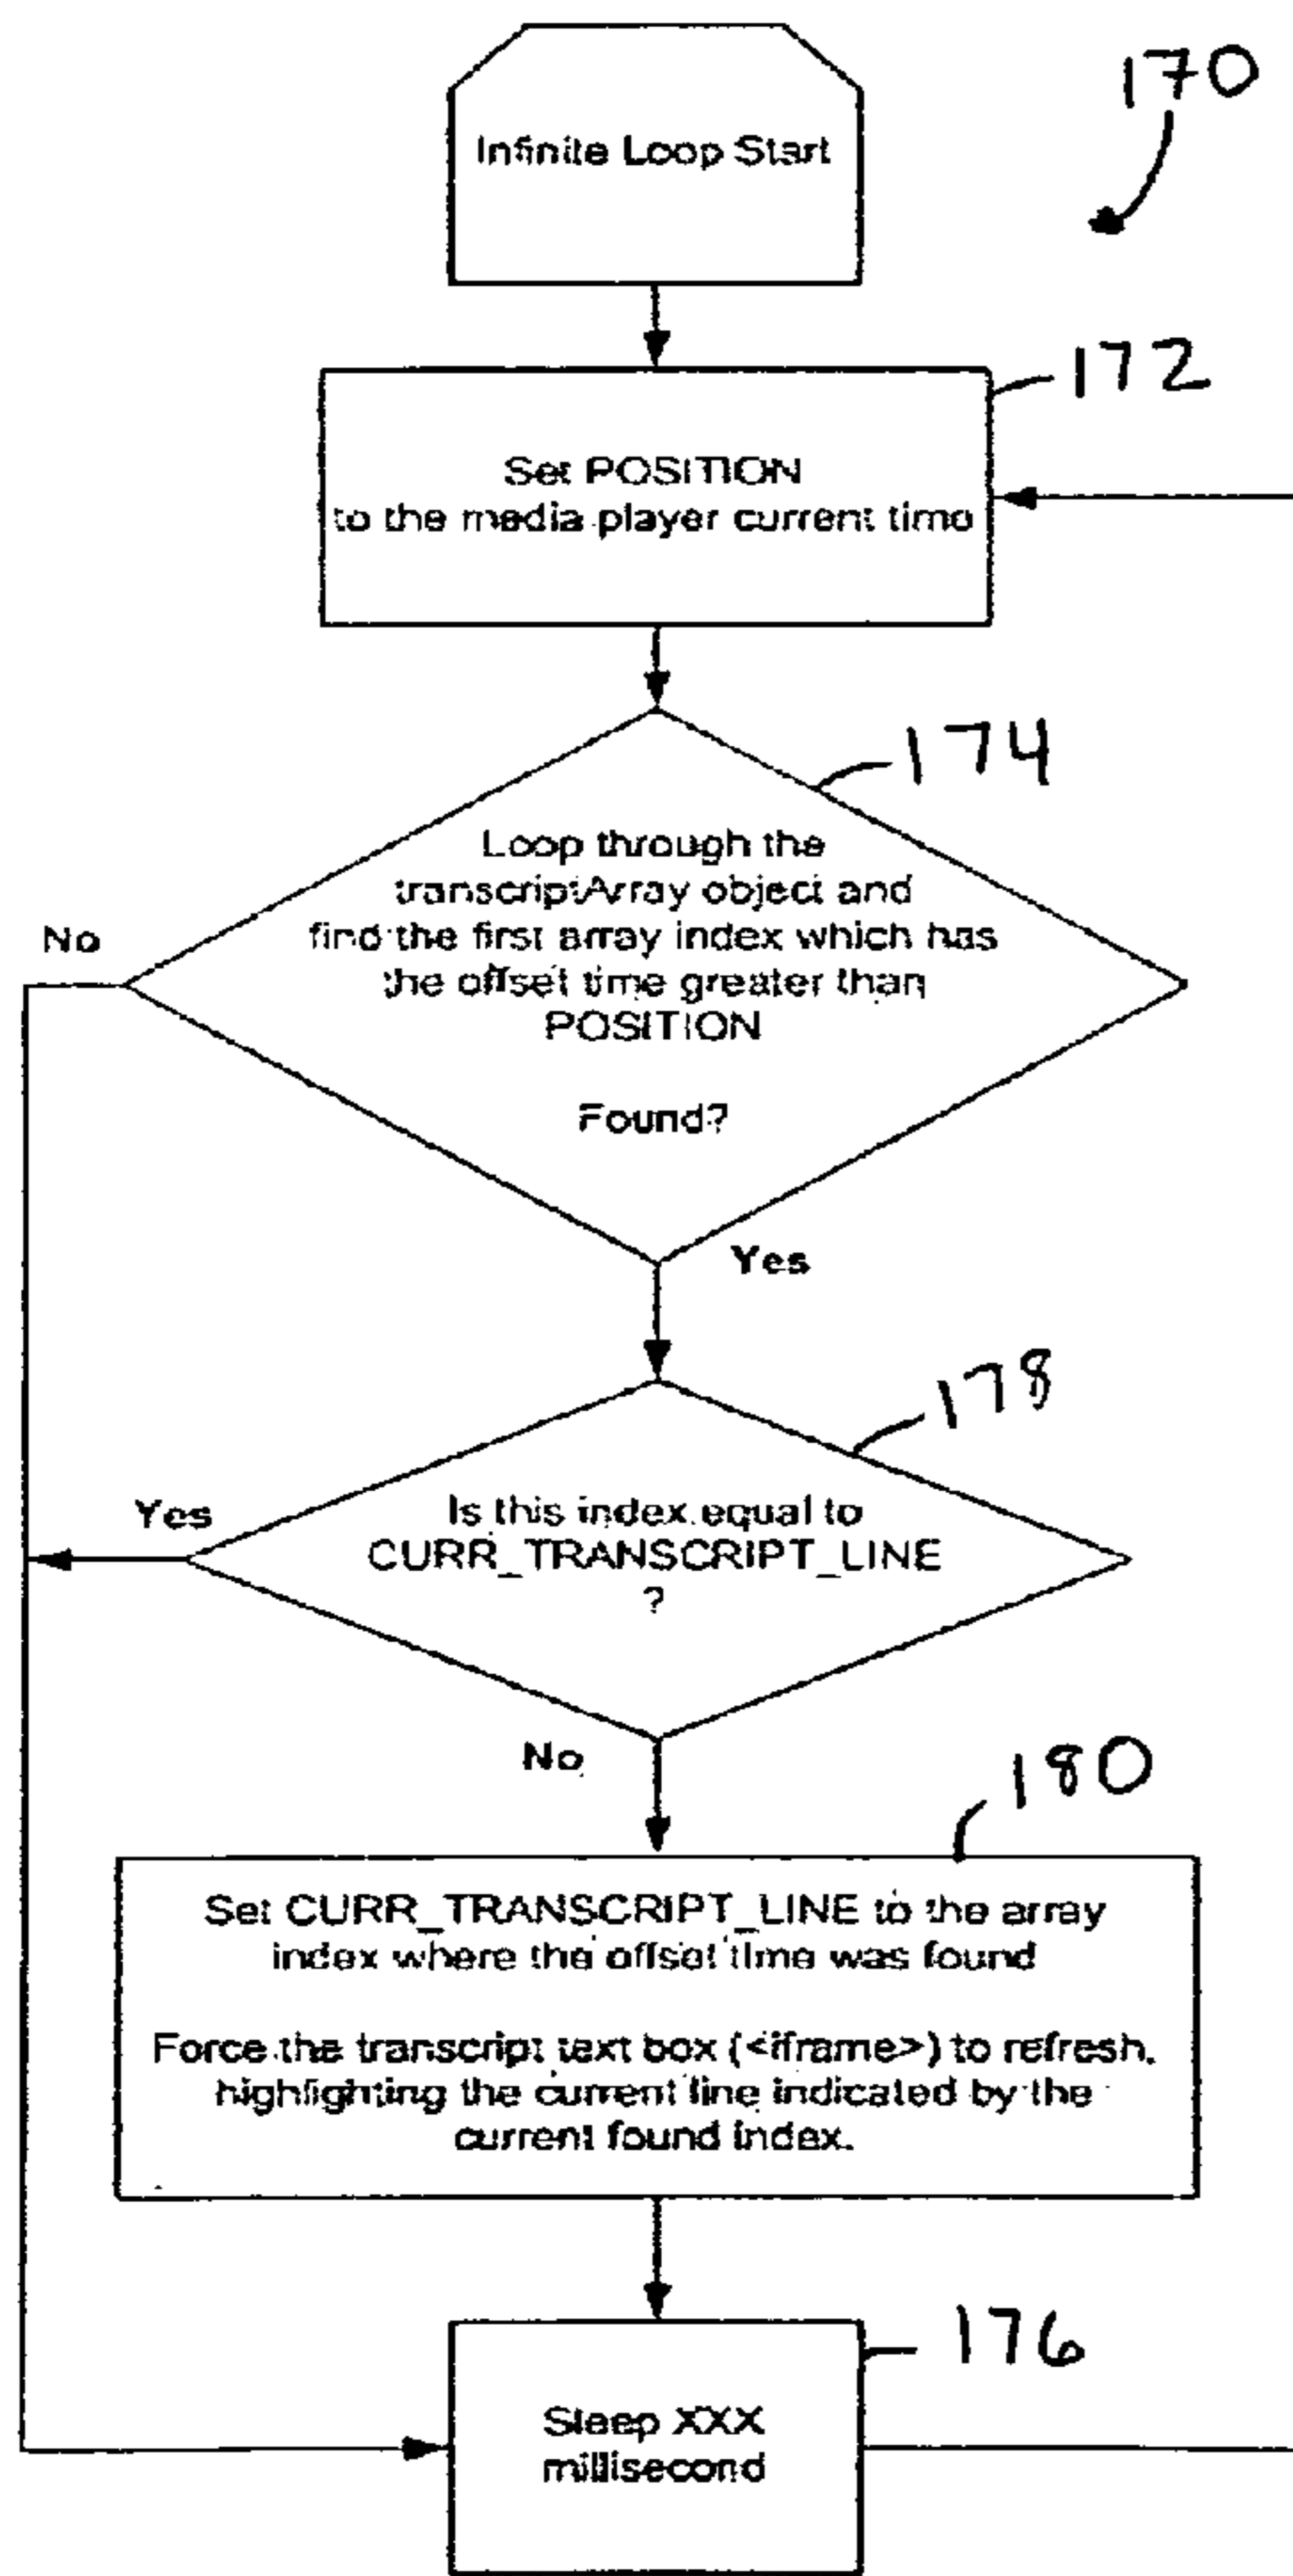 Infinite Loop Start
170
172
Set POSITION
to the media player current time
174
Loop through the
transcriptArray object and
find the first array index which has
the offset time greater than
POSITION
Found?
No
Yes
178
Is this index equal to
CURR_TRANSCRIPT_LINE
?
Yes
No
180
Set CURR_TRANSCRIPT_LINE to the array
index where the offset time was found
Force the transcript text box (<iframe>) to refresh,
highlighting the current line indicated by the
current found index.
176
Sleep XXX
millisecond